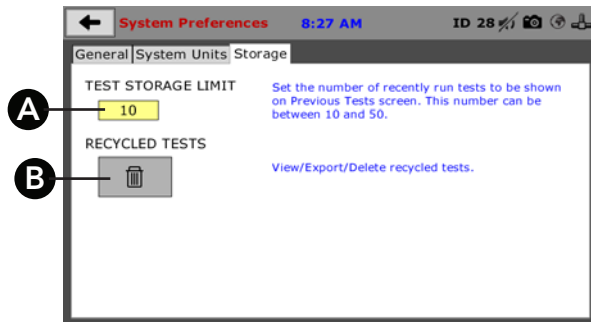 System Preferences 8:27 AM ID 28
General System Units Storage
TEST STORAGE LIMIT
Set the number of recently run tests to be shown
on Previous Tests screen. This number can be
between 10 and 50.
A
10
RECYCLED TESTS
B
View/Export/Delete recycled tests.